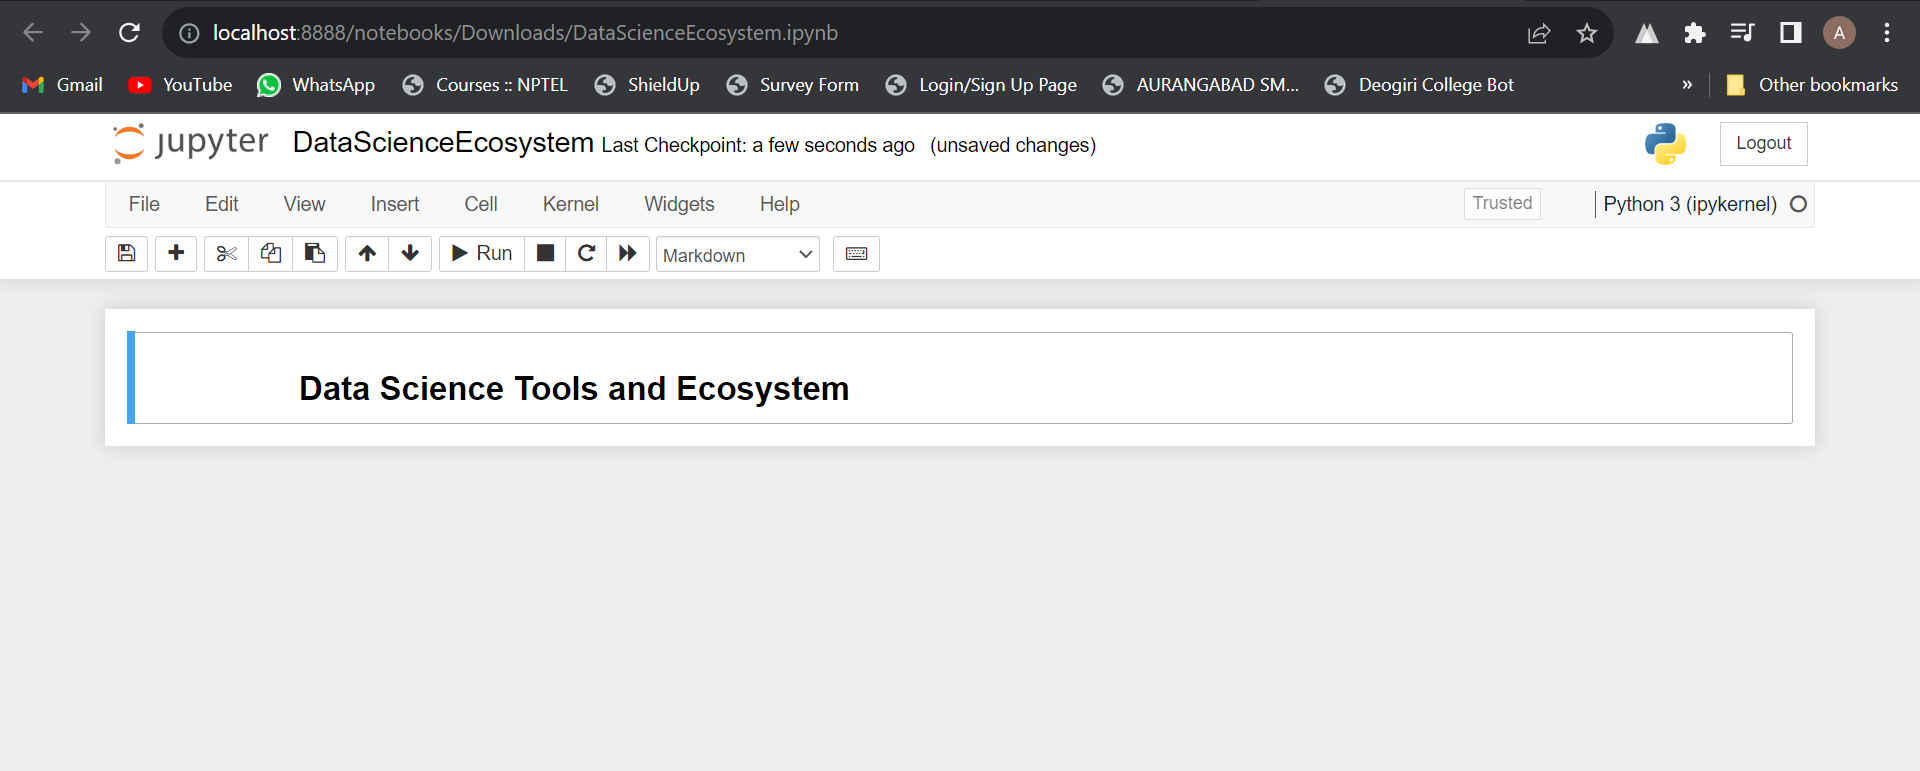 localhost:8888/notebooks/Downloads/DataScienceEcosystem.ipynb
A
Gmail YouTube WhatsApp Courses :: NPTEL ShieldUp Survey Form Login/Sign Up Page AURANGABAD SM... Deogiri College Bot » Other bookmarks
jupyter DataScienceEcosystem Last Checkpoint: a few seconds ago (unsaved changes) Logout
File Edit View Insert Cell Kernel Widgets Help Trusted Python 3 (ipykernel)
Run Markdown
Data Science Tools and Ecosystem